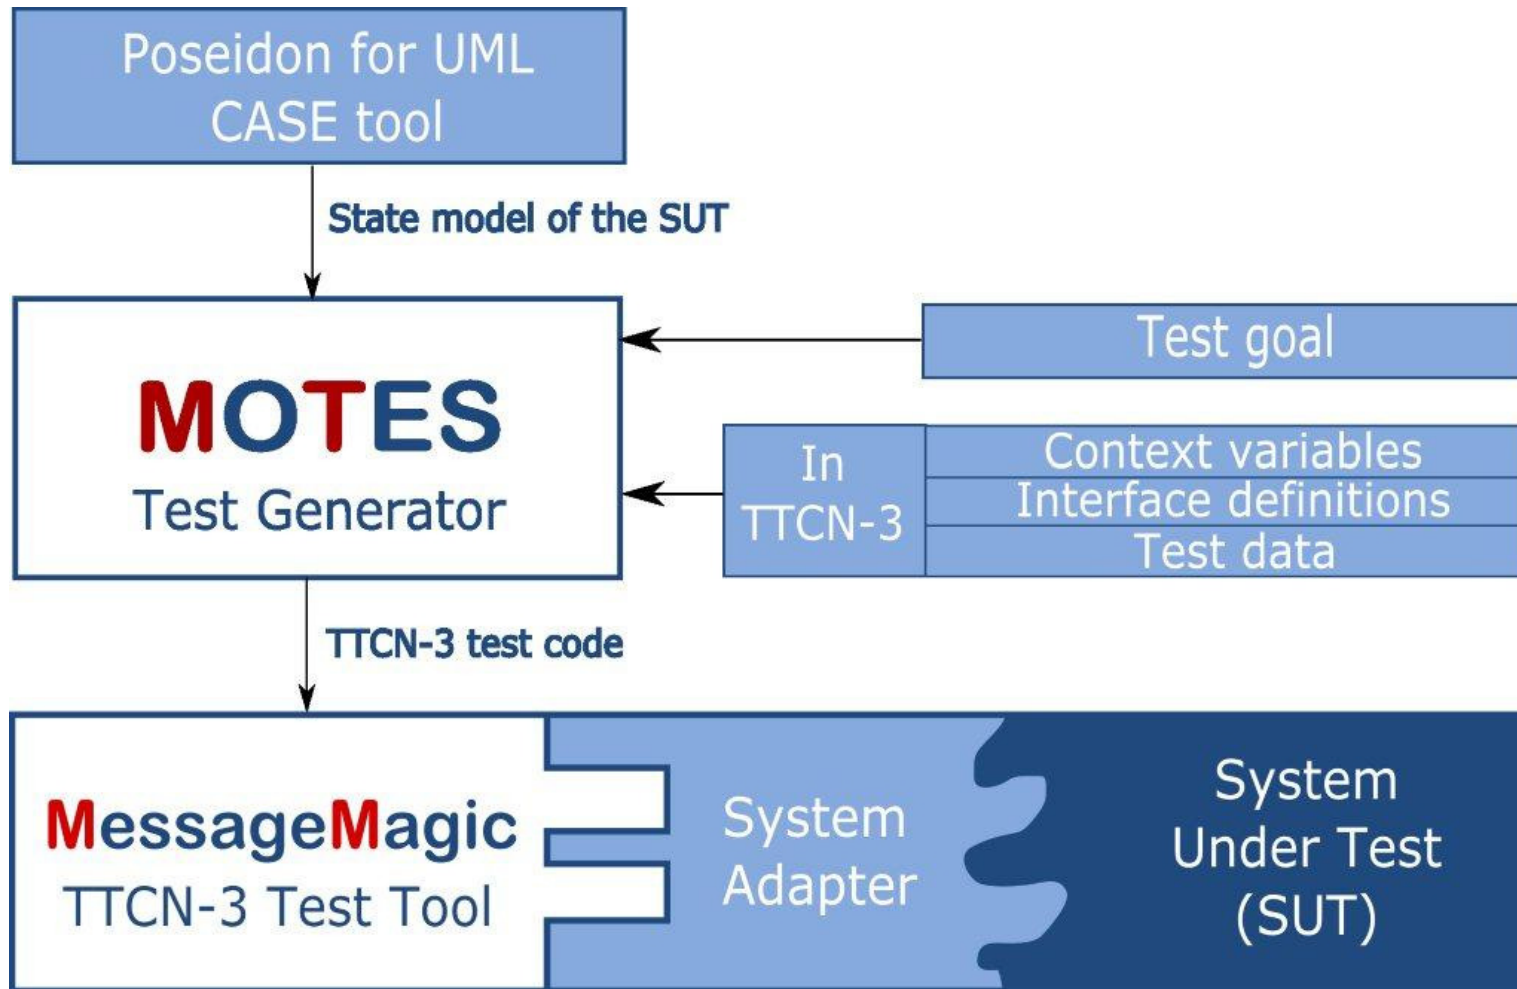 Poseidon for UML
CASE tool
State model of the SUT
MOTES
Test Generator
Test goal
In
TTCN-3
Context variables
Interface definitions
Test data
TTCN-3 test code
MessageMagic
TTCN-3 Test Tool
System
Adapter
System
Under Test
(SUT)